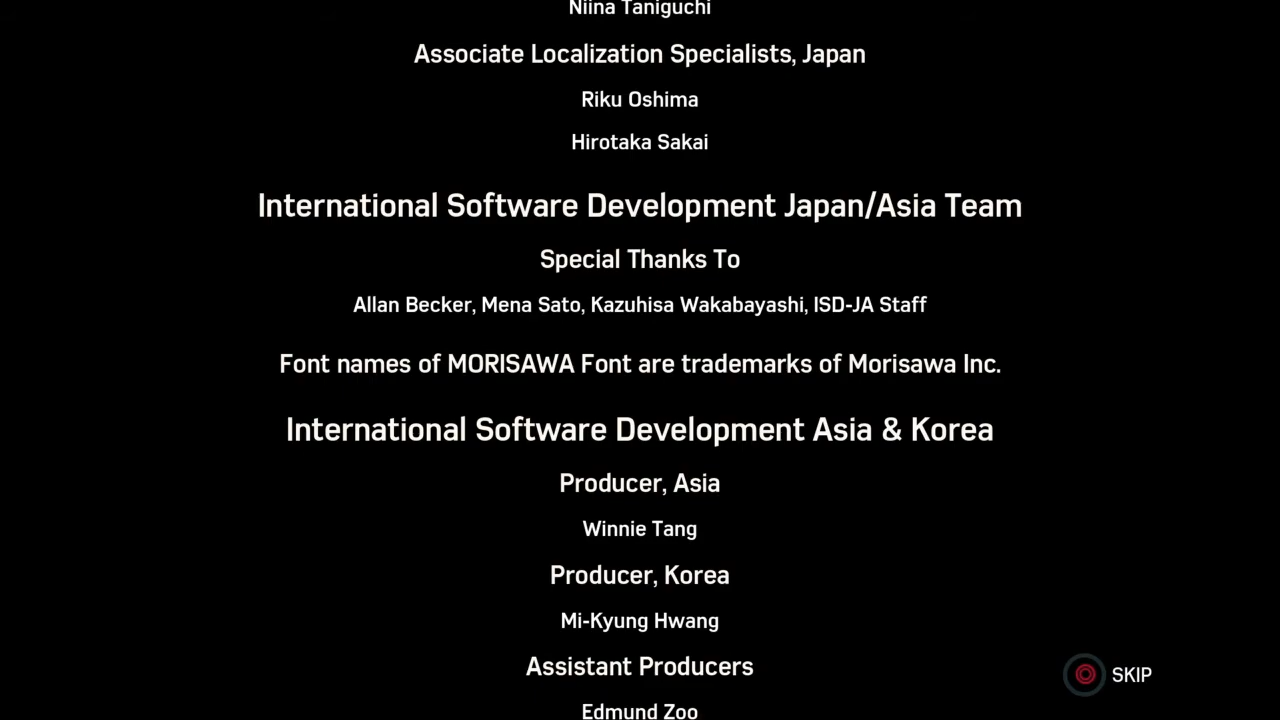 Niina Taniguchi
Associate Localization Specialists, Japan
Riku Oshima
Hirotaka Sakai
International Software Development Japan/Asia Team
Special Thanks To
Allan Becker, Mena Sato, Kazuhisa Wakabayashi, ISD-JA Staff
Font names of MORISAWA Font are trademarks of Morisawa Inc.
International Software Development Asia & Korea
Producer, Asia
Winnie Tang
Producer, Korea
Mi-Kyung Hwang
Assistant Producers
SKIP
Edmund Zoo